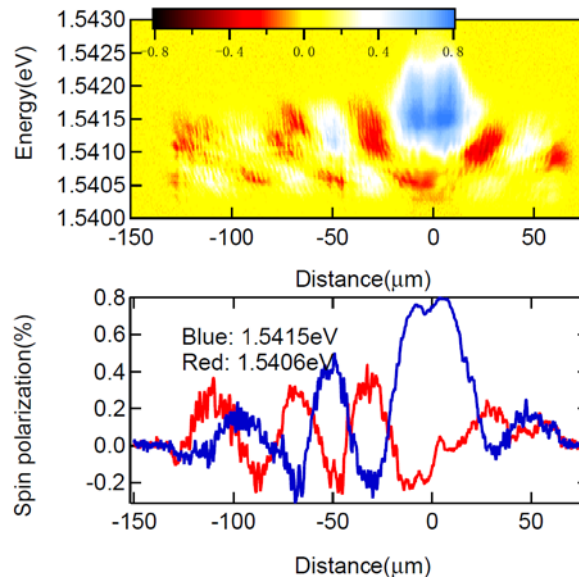 1.5430
-0.8 -0.4 0.0 0.4 0.8
1.5425
1.5420
1.5415
1.5410
1.5405
1.5400
Energy(eV)
-150 -100 -50 0 50
Distance(μm)
0.8
0.6
0.4
0.2
0.0
-0.2
Spin polarization(%)
Blue: 1.5415eV
Red: 1.5406eV
-150 -100 -50 0 50
Distance(μm)